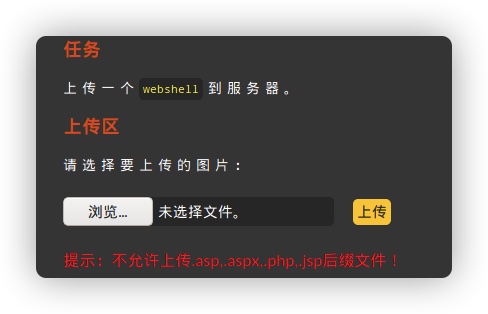 任务
上传一个 webshell 到服务器。
上传区
请选择要上传的图片：
浏览… 未选择文件。 上传
提示：不允许上传.asp,.aspx,.php,.jsp后缀文件！